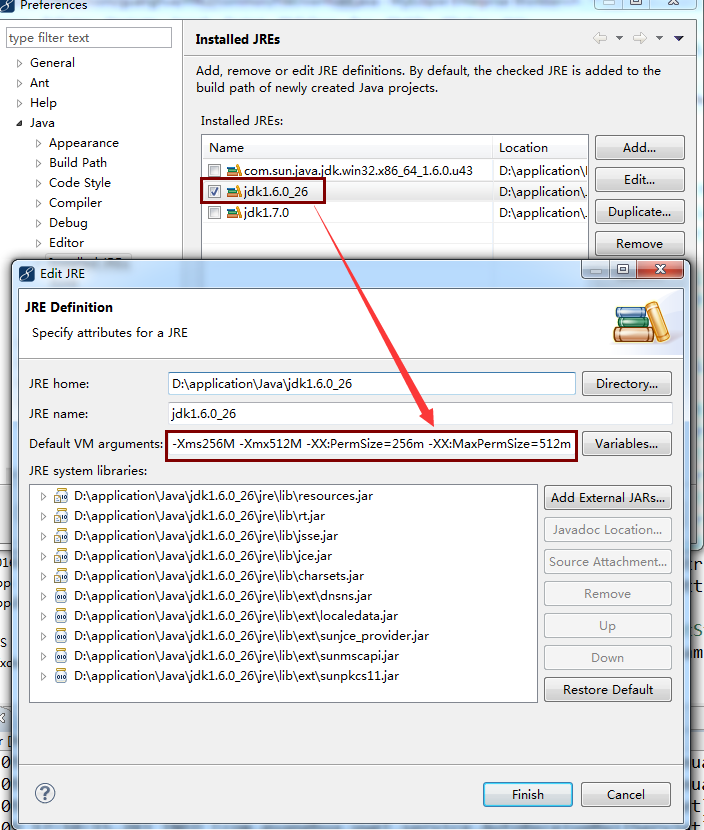 Preferences
type filter text
General
Ant
Help
Java
Appearance
Build Path
Code Style
Compiler
Debug
Editor
Installed JREs
Add, remove or edit JRE definitions. By default, the checked JRE is added to the
build path of newly created Java projects.
Installed JREs:
Name Location
com.sun.java.jdk.win32.x86_64_1.6.0.u43 D:\application\
jdk1.6.0_26 D:\application\...
jdk1.7.0 D:\application\...
Add...
Edit...
Duplicate...
Remove
Edit JRE
JRE Definition
Specify attributes for a JRE
JRE home: D:\application\Java\jdk1.6.0_26 Directory...
JRE name: jdk1.6.0_26
Default VM arguments: -Xms256M -Xmx512M -XX:PermSize=256m -XX:MaxPermSize=512m Variables...
JRE system libraries:
D:\application\Java\jdk1.6.0_26\jre\lib\resources.jar
D:\application\Java\jdk1.6.0_26\jre\lib\rt.jar
D:\application\Java\jdk1.6.0_26\jre\lib\jsse.jar
D:\application\Java\jdk1.6.0_26\jre\lib\jce.jar
D:\application\Java\jdk1.6.0_26\jre\lib\charsets.jar
D:\application\Java\jdk1.6.0_26\jre\lib\ext\dnsns.jar
D:\application\Java\jdk1.6.0_26\jre\lib\ext\localedata.jar
D:\application\Java\jdk1.6.0_26\jre\lib\ext\sunjce_provider.jar
D:\application\Java\jdk1.6.0_26\jre\lib\ext\sunmscapi.jar
D:\application\Java\jdk1.6.0_26\jre\lib\ext\sunpkcs11.jar
Add External JARs...
Javadoc Location...
Source Attachment...
Remove
Up
Down
Restore Default
Finish
Cancel